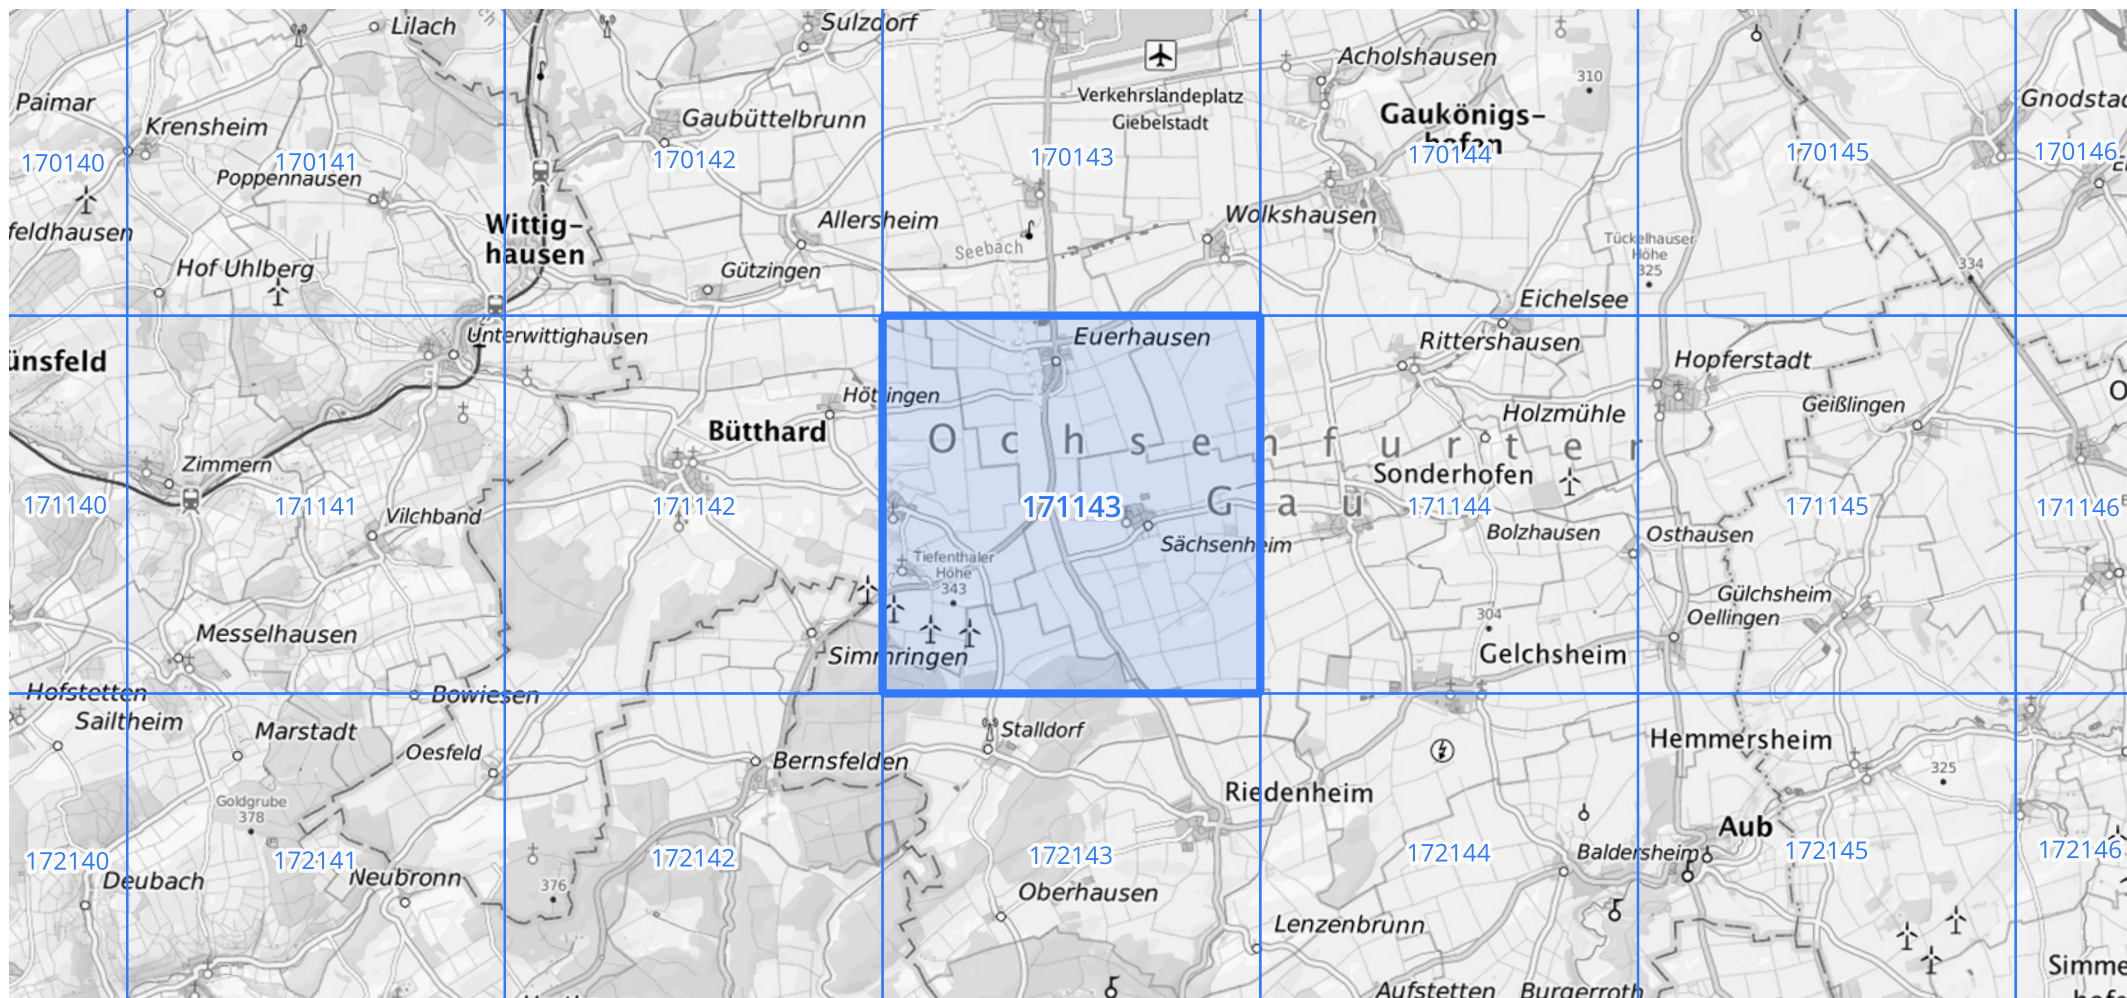 Lilach
Sulzdorf
Acholshausen
310
Paimar
Verkehrslandeplatz
Giebelstadt
Gaukönigs-
hofen
Krensheim
Gaubüttelbrunn
170140
170141
170142
170143
170144
170145
170146
Poppenhausen
feldhausen
Wittig-
hausen
Allersheim
Seebach
Wolkshausen
Tückelhauser
Höhe
325
Hof Uhlberg
Gützingen
334
Eichelsee
Unterwittighausen
Euerhausen
Rittershausen
ünsfeld
Hopferstadt
Höttingen
Holzmühle
Geißlingen
Bütthard
Ochsenfurter
Gau
Zimmern
Sonderhofen
171140
171141
171142
171143
171144
171145
171146
Vilchband
Sächsenheim
Bolzhausen
Osthausen
Tiefenthaler
Höhe
343
Gülchsheim
Oellingen
304
Messelhausen
Simmringen
Gelchsheim
Hofstetten
Bowiesen
Sailtheim
Marstadt
Oesfeld
Stalldorf
Hemmersheim
Bernsfelden
325
Goldgrube
378
Riedenheim
Aub
172140
172141
172142
172143
172144
172145
172146
Baldersheim
Deubach
Neubronn
376
Oberhausen
Lenzenbrunn
Simme
Aufstetten
Burgerroth